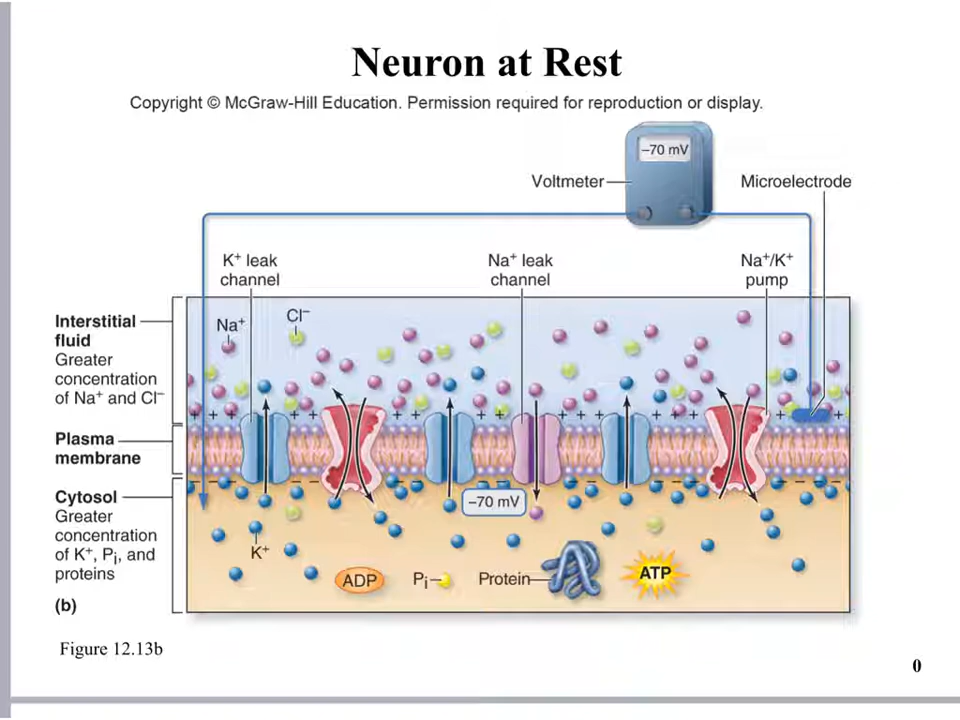 Neuron at Rest
Copyright © McGraw-Hill Education. Permission required for reproduction or display.
–70 mV
Voltmeter
Microelectrode
K⁺ leak
channel
Na⁺ leak
channel
Na⁺/K⁺
pump
Interstitial
fluid
Greater
concentration
of Na⁺ and Cl⁻
Na⁺
Cl⁻
+ + +
+ +
+ +
+ + + +
+ +
+
Plasma
membrane
Cytosol
Greater
concentration
of K⁺, Pᵢ, and
proteins
–70 mV
K⁺
ADP
Pᵢ
Protein
ATP
(b)
Figure 12.13b
0